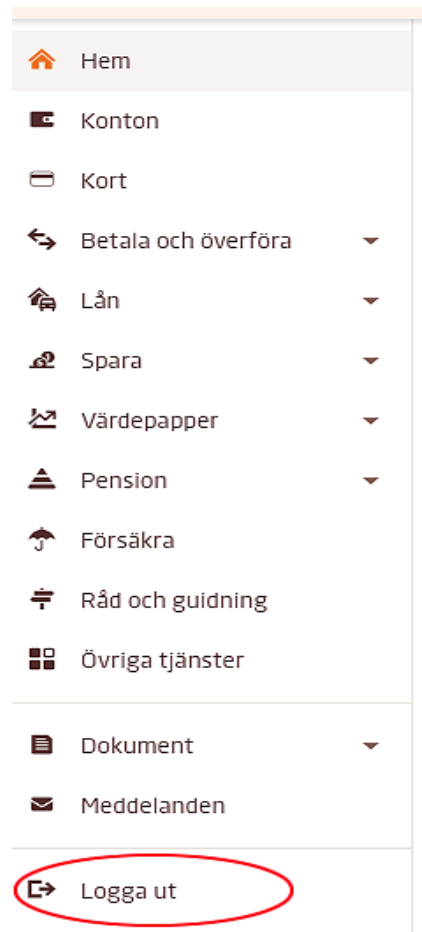 Hem
Konton
Kort
Betala och överföra
Lån
Spara
Värdepapper
Pension
Försäkra
Råd och guidning
Övriga tjänster
Dokument
Meddelanden
Logga ut